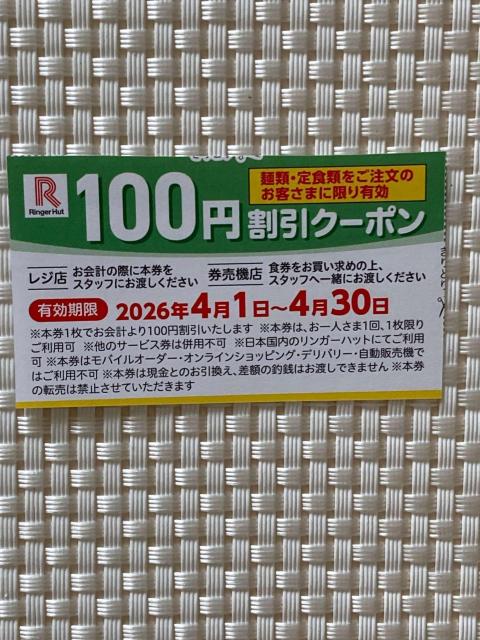 麺類・定食類をご注文の
お客さまに限り有効
R
Ringer Hut
100円割引クーポン
レジ店 お会計の際に本券を
スタッフにお渡しください
券売機店 食券をお買い求めの上、
スタッフへ一緒にお渡しください
有効期限 2026年4月1日〜4月30日
※本券1枚でお会計より100円割引いたします ※本券は、お一人さま1回、1枚限り
ご利用可 ※他のサービス券は併用不可 ※日本国内のリンガーハットにてご利用
可 ※本券はモバイルオーダー・オンラインショッピング・デリバリー・自動販売機で
はご利用不可 ※本券は現金とのお引換え、差額の釣銭はお渡しできません ※本券
の転売は禁止させていただきます